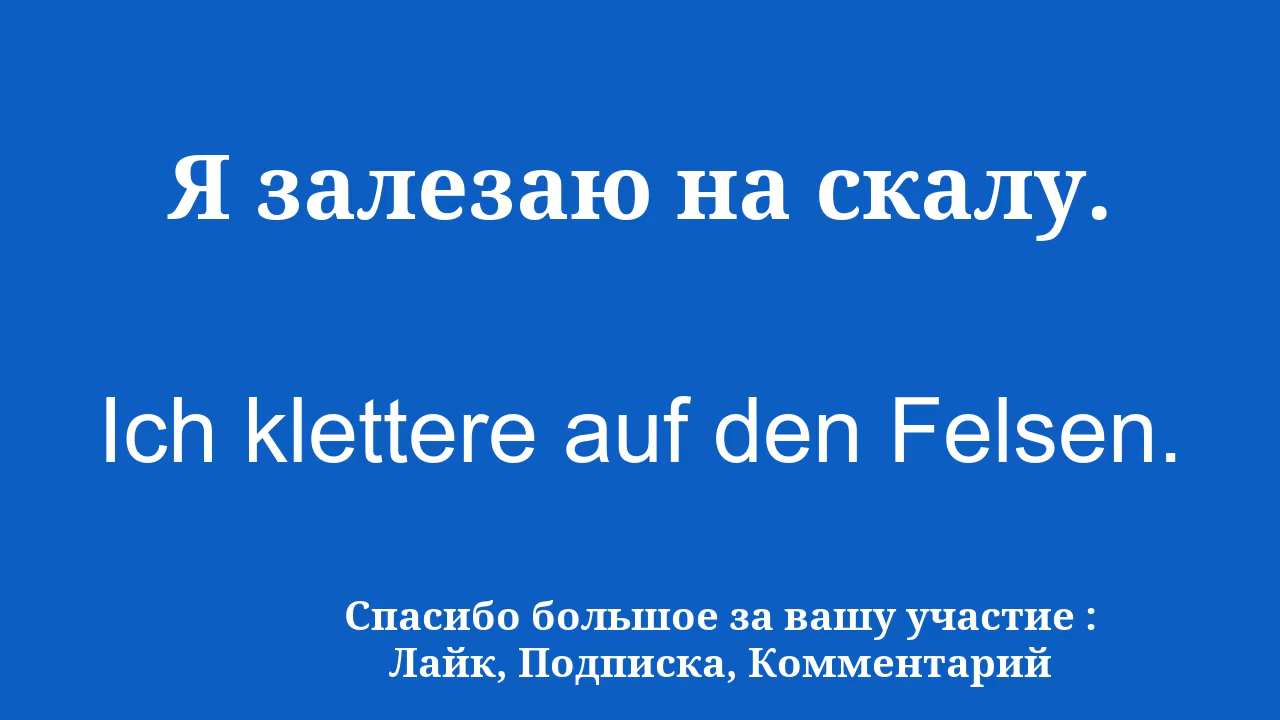 Я залезаю на скалу.
Ich klettere auf den Felsen.
Спасибо большое за вашу участие :
Лайк, Подписка, Комментарий